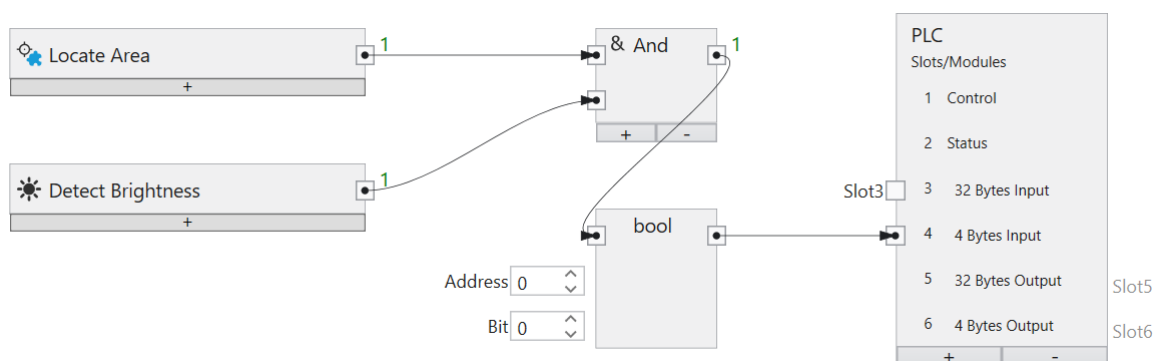 Locate Area
1
+
Detect Brightness
1
+
& And
1
+ -
bool
Address 0
Bit 0
PLC
Slots/Modules
1 Control
2 Status
Slot3 3 32 Bytes Input
4 4 Bytes Input
5 32 Bytes Output Slot5
6 4 Bytes Output Slot6
+ -